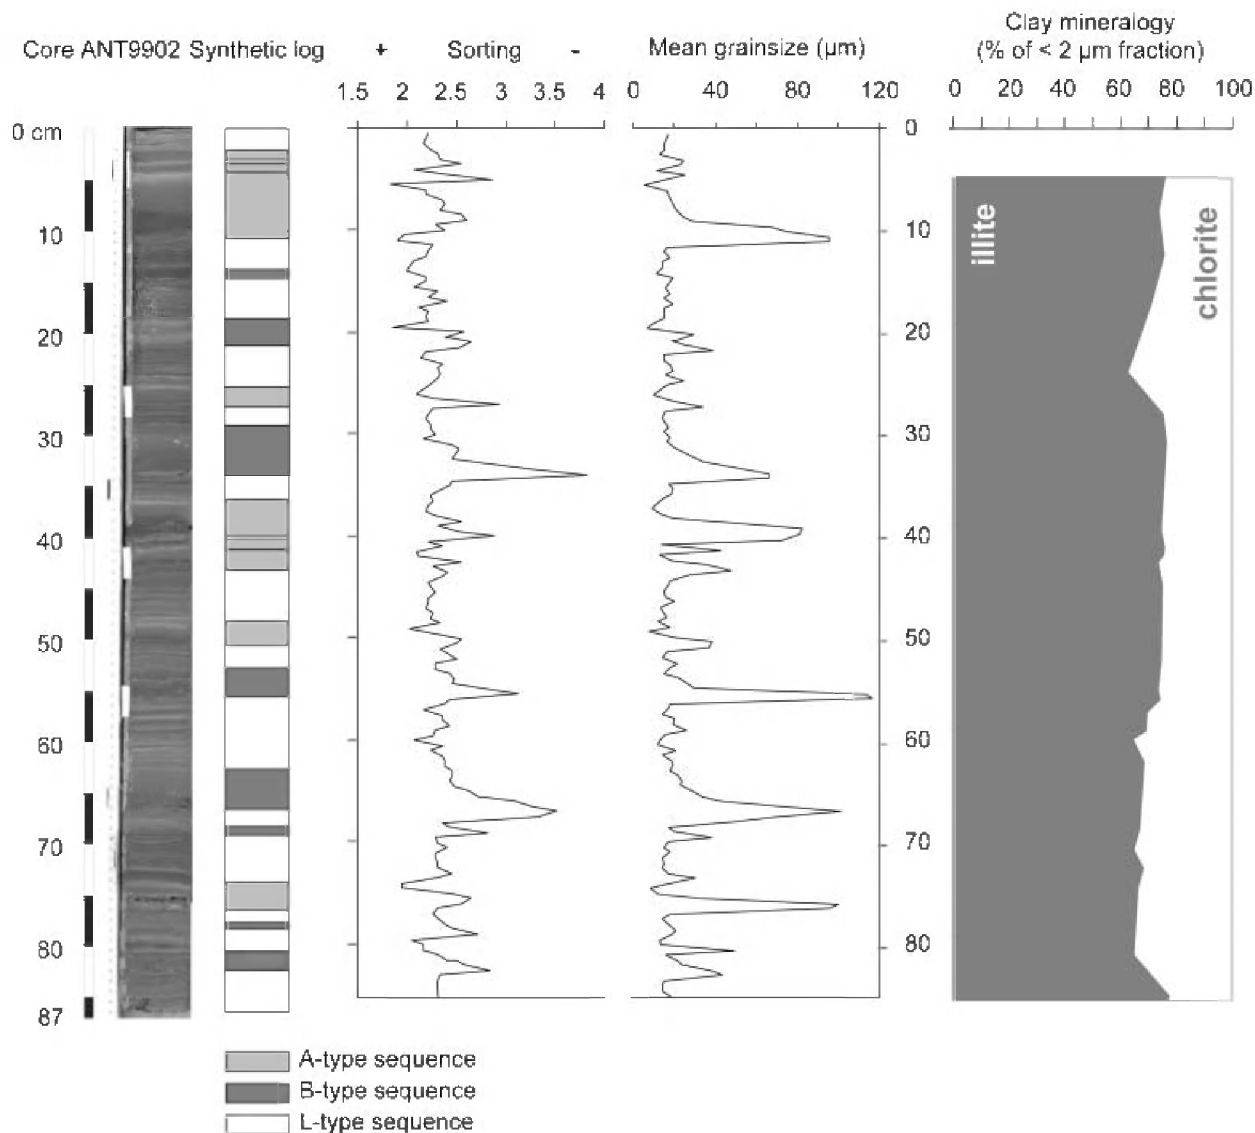 Clay mineralogy
Core ANT9902 Synthetic log + Sorting - Mean grainsize (µm) (% of < 2 µm fraction)
1.5 2 2.5 3 3.5 4 0 40 80 120 0 20 40 60 80 100
0 cm 0
10 10
20 20
30 30
40 40
50 50
60 60
70 70
80 80
87
illite
chlorite
A-type sequence
B-type sequence
L-type sequence